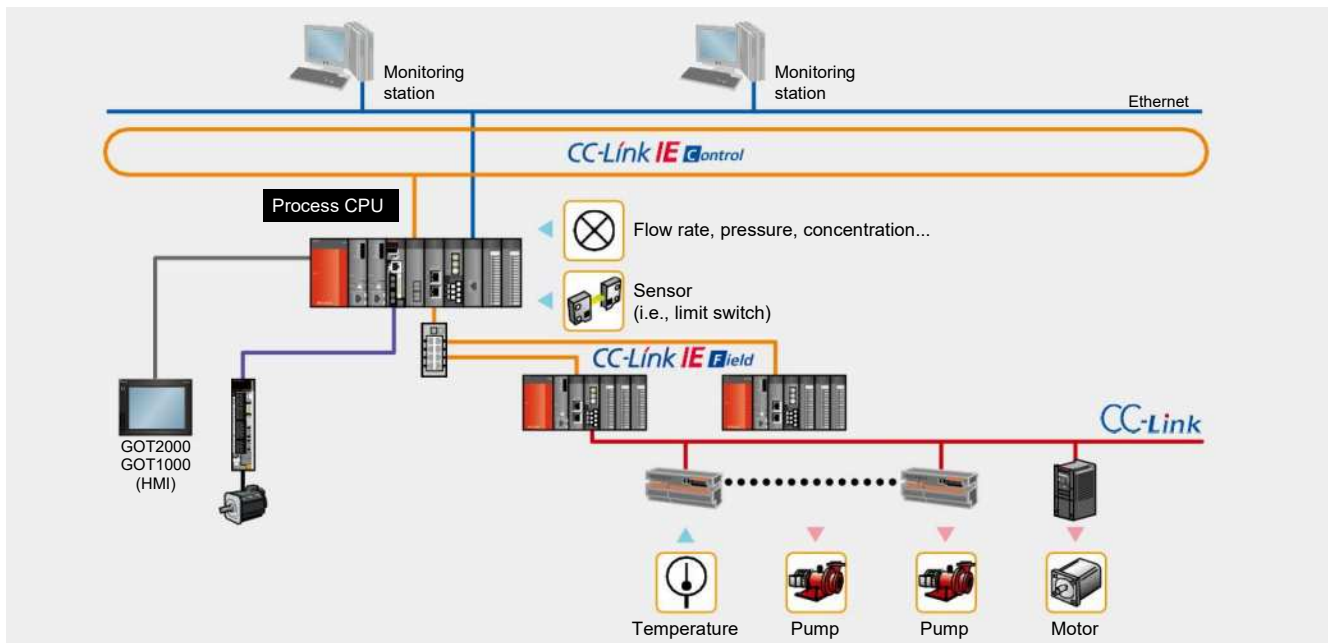 Monitoring
station
Monitoring
station
Ethernet
CC-Link IE Control
Process CPU
Flow rate, pressure, concentration...
Sensor
(i.e., limit switch)
CC-Link IE Field
GOT2000
GOT1000
(HMI)
CC-Link
Temperature
Pump
Pump
Motor